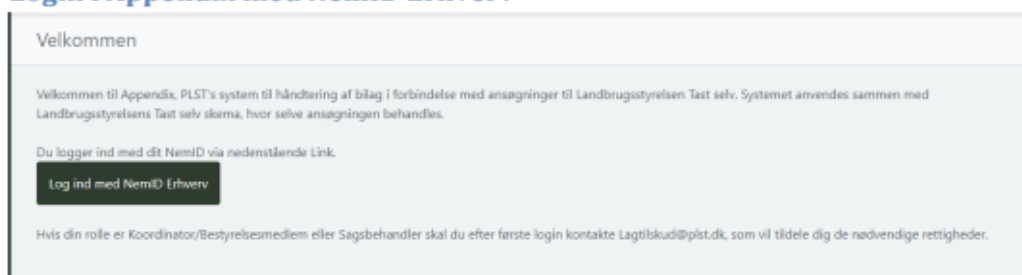 Velkommen
Velkommen til Appendix, PLST's system til håndtering af bilag i forbindelse med ansøgninger til Landbrugsstyrelsen Tast selv. Systemet anvendes sammen med
Landbrugsstyrelsens Tast selv skema, hvor selve ansøgningen behandles.
Du logger ind med dit NemID via nedenstående Link.
Log ind med NemID Erhverv
Hvis din rolle er Koordinator/Bestyrelsesmedlem eller Sagsbehandler skal du efter første login kontakte Lagtilskud@plst.dk, som vil tildele dig de nødvendige rettigheder.